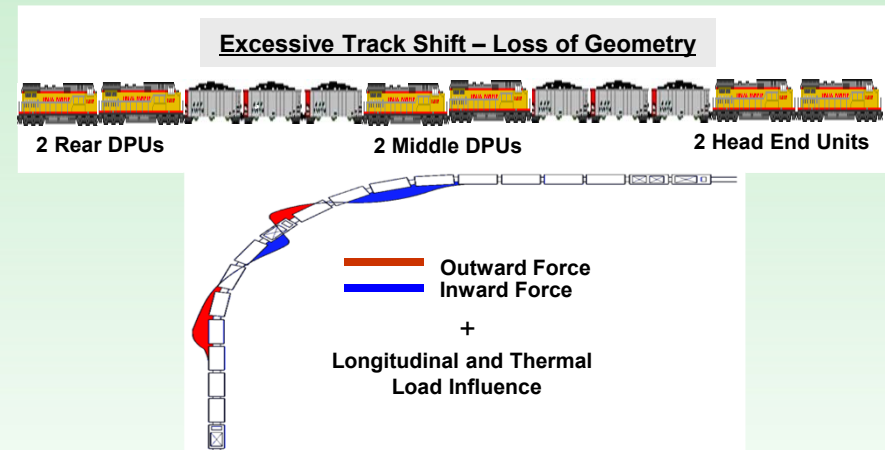 Excessive Track Shift – Loss of Geometry
2 Rear DPUs
2 Middle DPUs
2 Head End Units
Outward Force
Inward Force
+
Longitudinal and Thermal
Load Influence